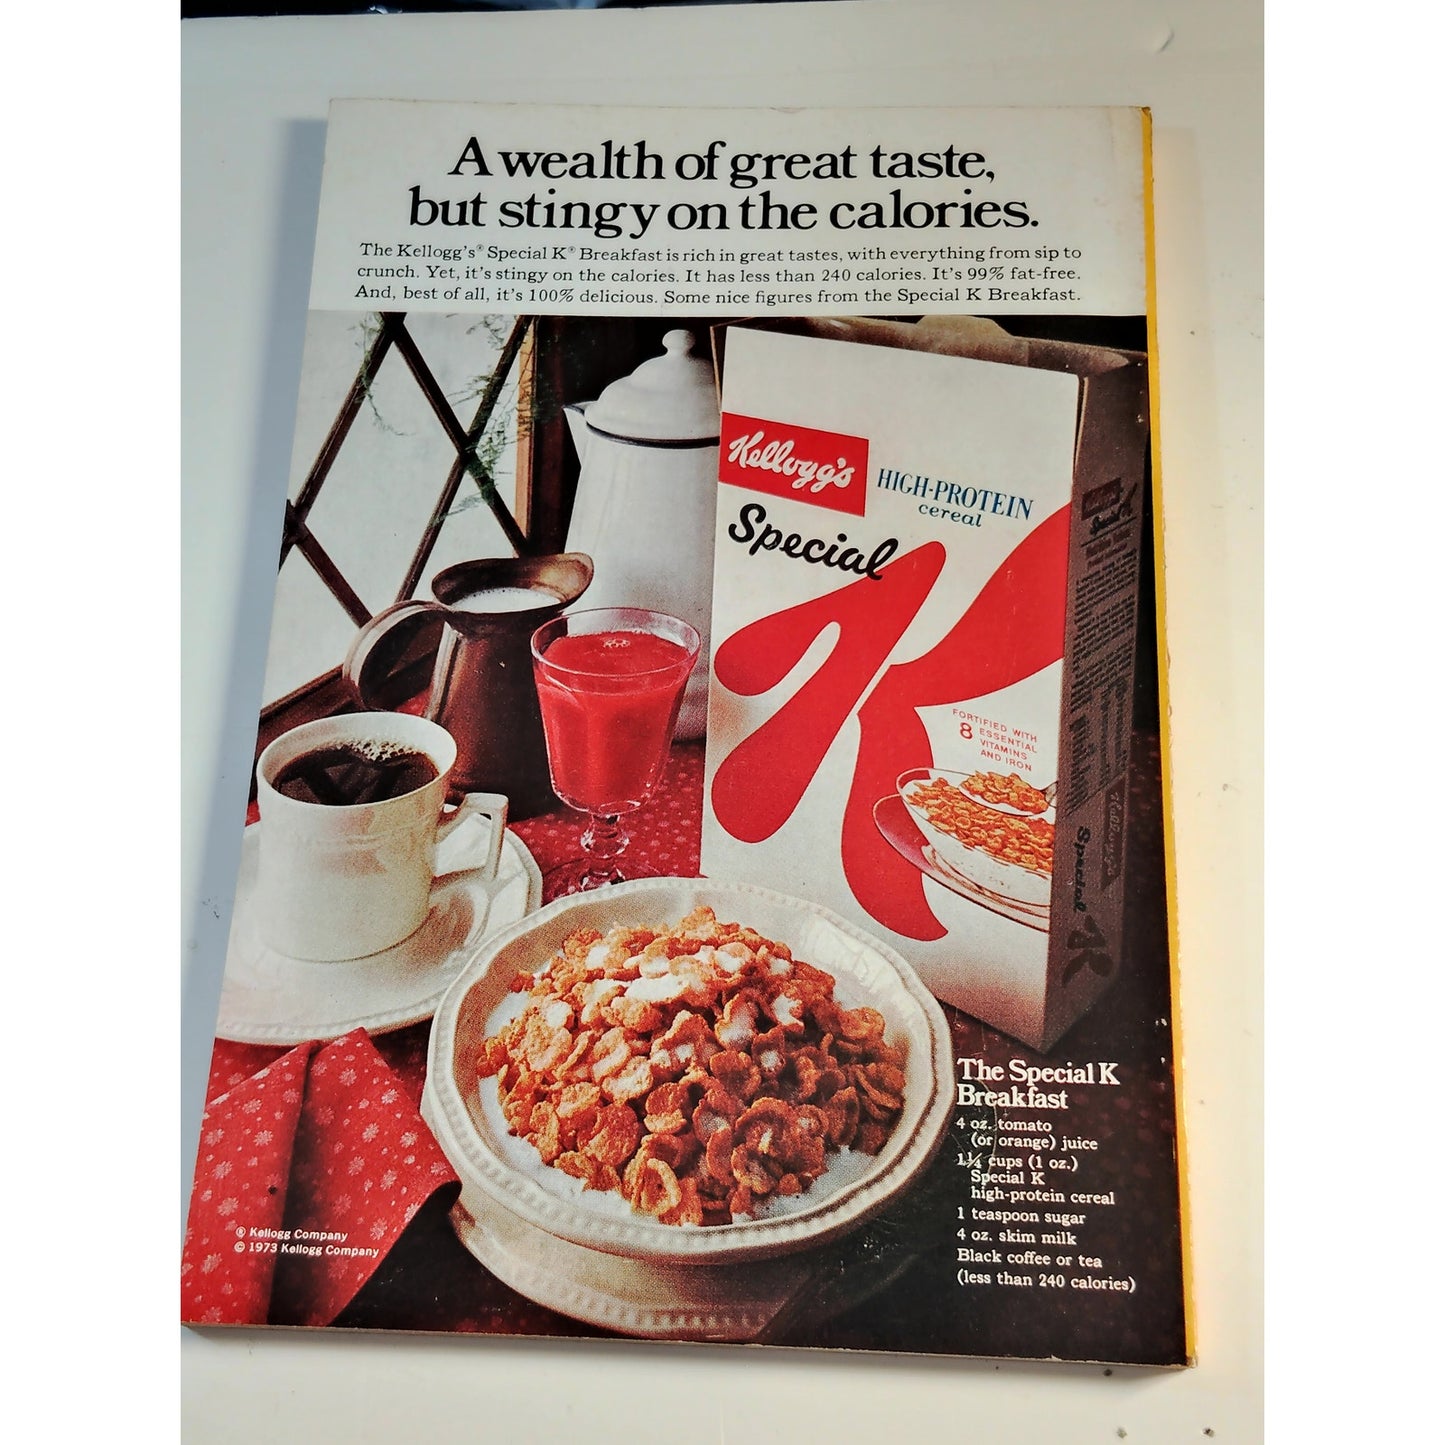 A wealth of great taste,
but stingy on the calories.
The Kellogg's® Special K® Breakfast is rich in great tastes, with everything from sip to
crunch. Yet, it's stingy on the calories. It has less than 240 calories. It's 99% fat-free.
And, best of all, it's 100% delicious. Some nice figures from the Special K Breakfast.
Kellogg's
HIGH-PROTEIN
cereal
Special
K
FORTIFIED WITH
8 ESSENTIAL
VITAMINS
AND IRON
Kellogg's
Special K
The Special K
Breakfast
4 oz. tomato
(or orange) juice
1¼ cups (1 oz.)
Special K
high-protein cereal
1 teaspoon sugar
4 oz. skim milk
Black coffee or tea
(less than 240 calories)
® Kellogg Company
© 1973 Kellogg Company